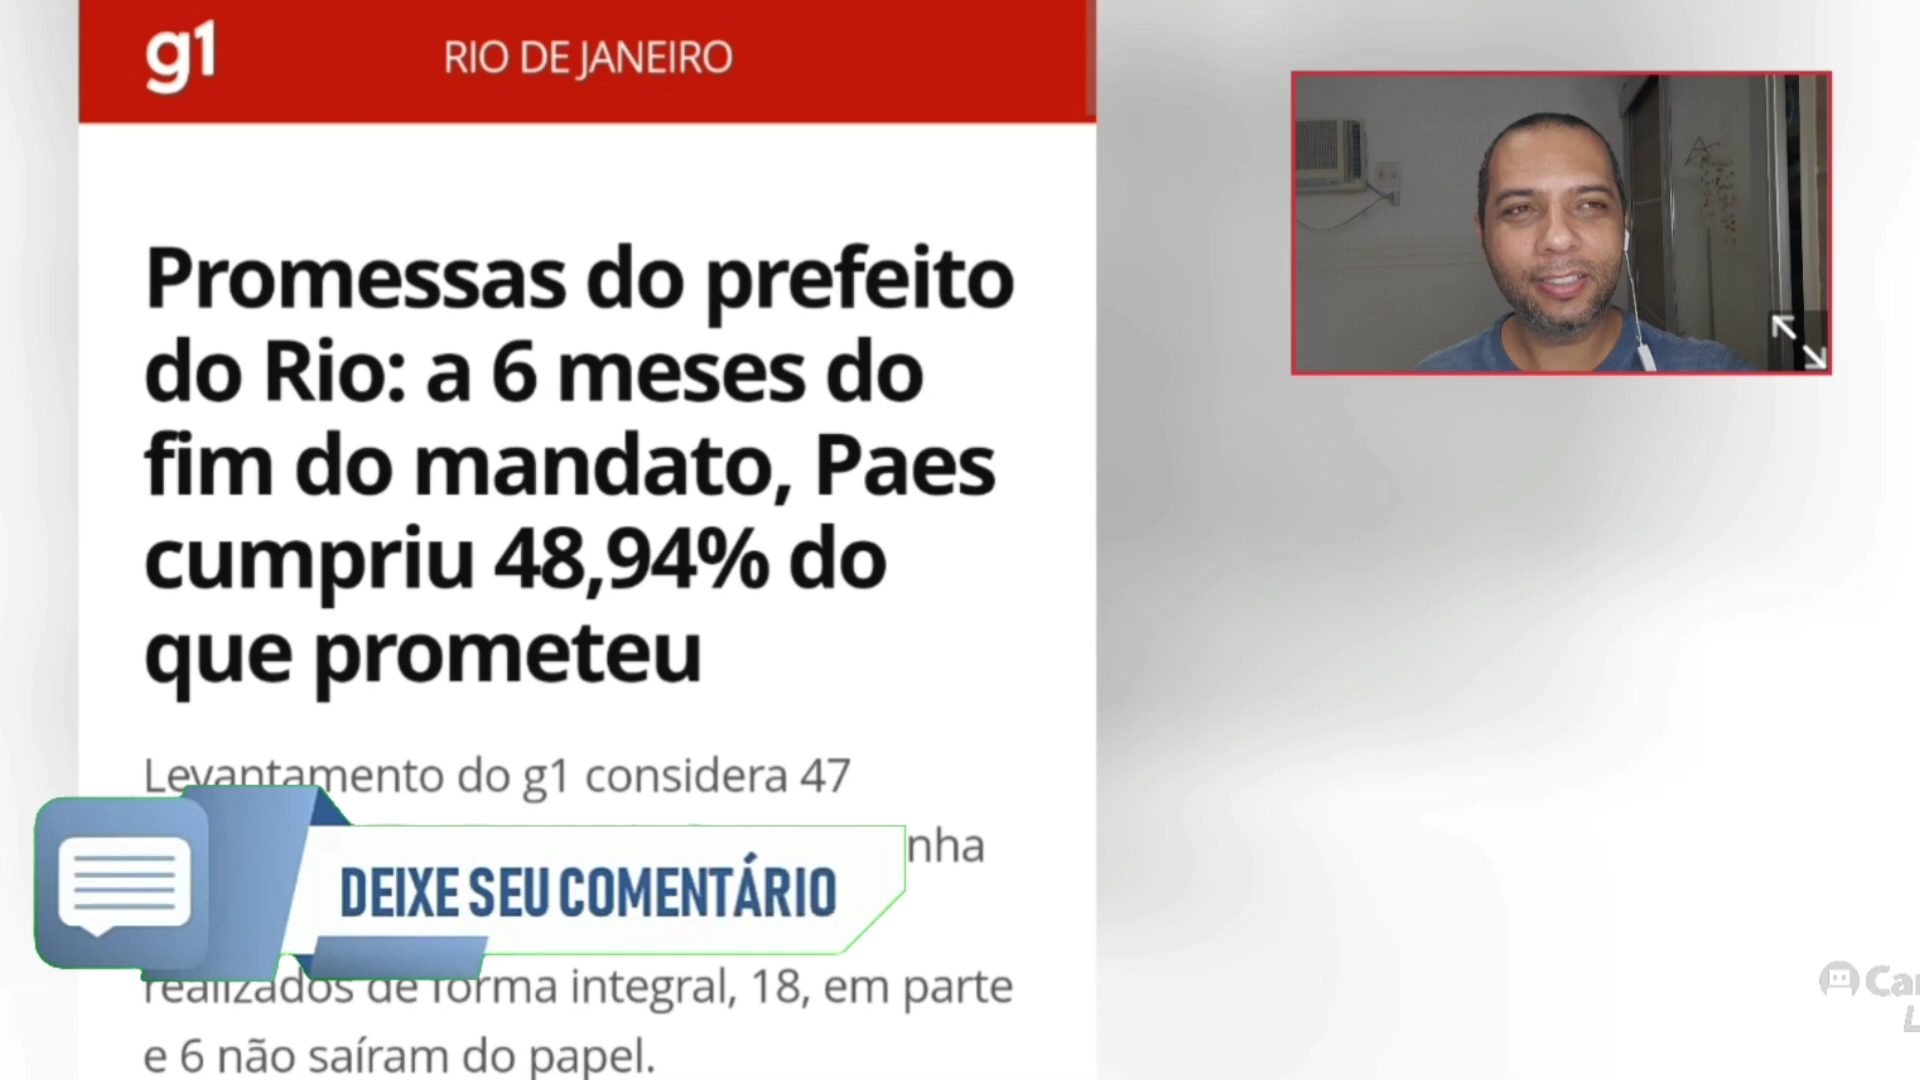 g1
RIO DE JANEIRO
Promessas do prefeito
do Rio: a 6 meses do
fim do mandato, Paes
cumpriu 48,94% do
que prometeu
Levantamento do g1 considera 47
nha
DEIXE SEU COMENTÁRIO
realizados de forma integral, 18, em parte
e 6 não saíram do papel.